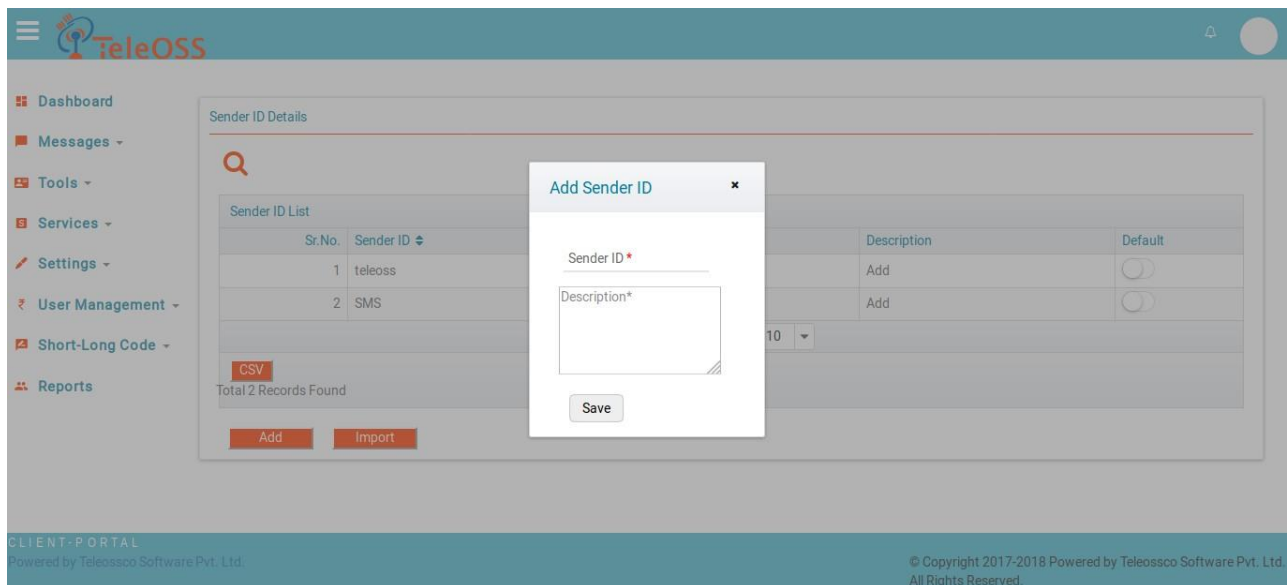 TeleOSS
Dashboard
Messages
Tools
Services
Settings
User Management
Short-Long Code
Reports
Sender ID Details
Sender ID List
Sr.No. Sender ID Description Default
1 teleoss Add
2 SMS Add
10
CSV
Total 2 Records Found
Add Import
Add Sender ID
Sender ID *
Description*
Save
CLIENT-PORTAL
Powered by Teleossco Software Pvt. Ltd.
© Copyright 2017-2018 Powered by Teleossco Software Pvt. Ltd.
All Rights Reserved.